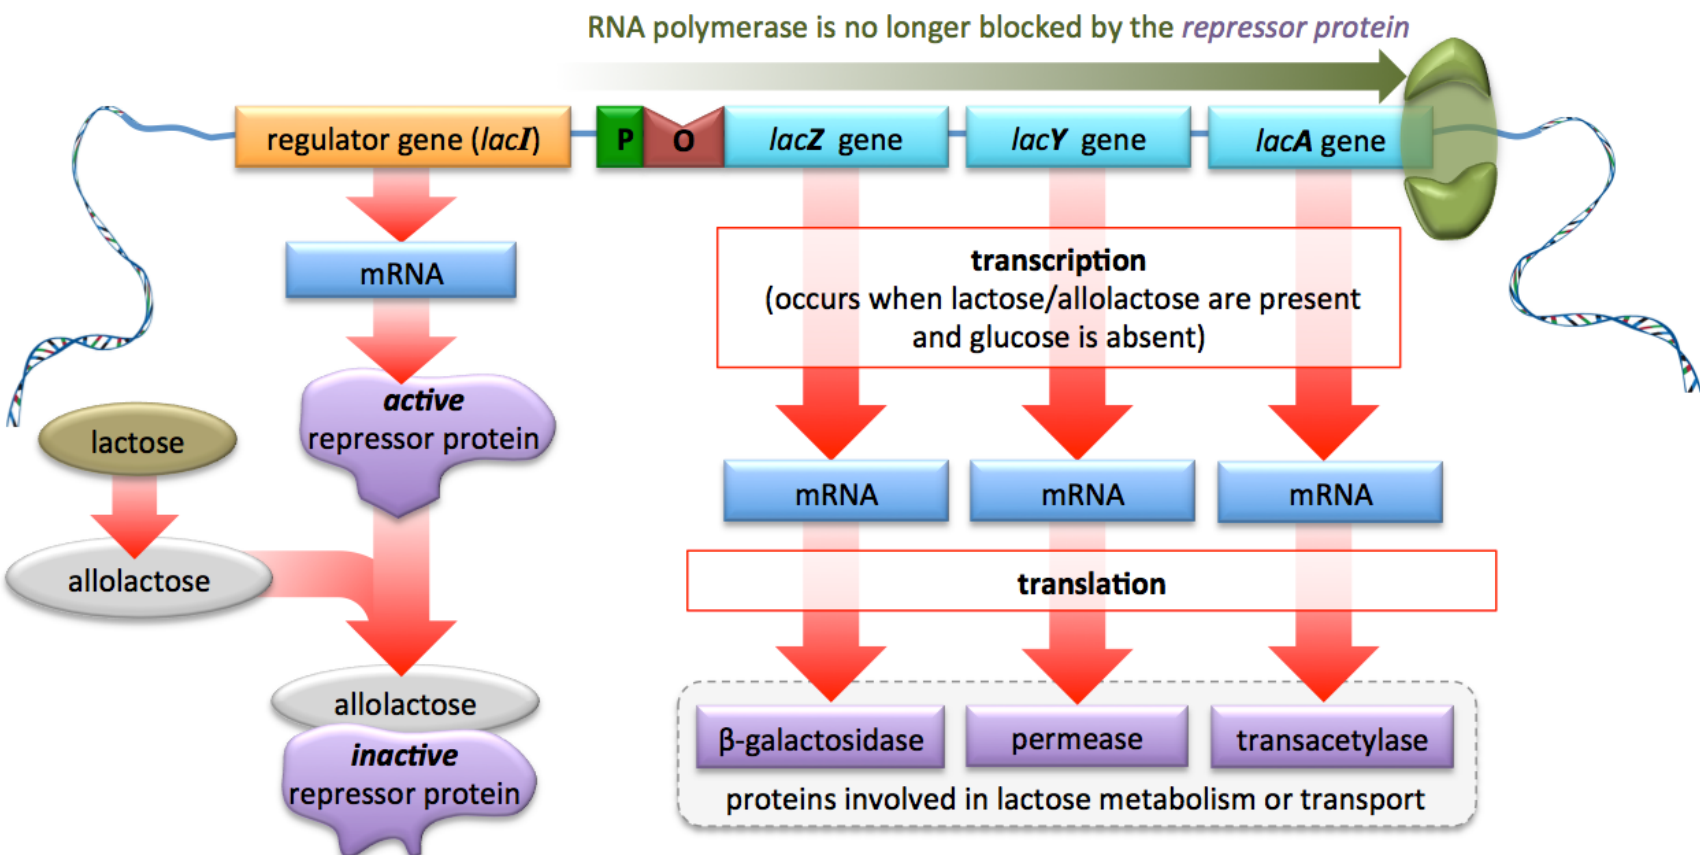 RNA polymerase is no longer blocked by the repressor protein
regulator gene (lacI)
P
O
lacZ gene
lacY gene
lacA gene
mRNA
active
repressor protein
lactose
allolactose
allolactose
inactive
repressor protein
transcription
(occurs when lactose/allolactose are present
and glucose is absent)
mRNA
mRNA
mRNA
translation
β-galactosidase
permease
transacetylase
proteins involved in lactose metabolism or transport